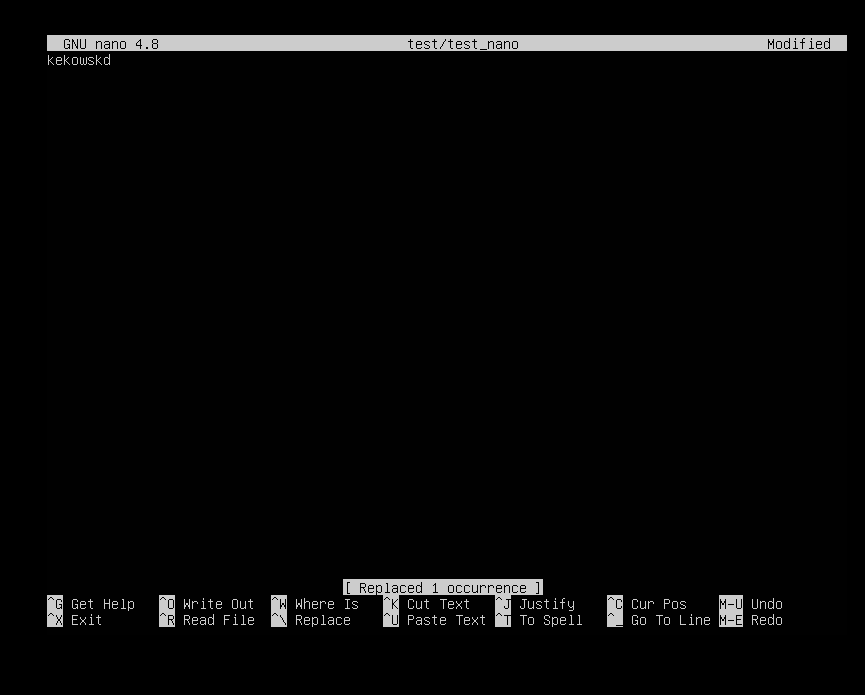 GNU nano 4.8 test/test_nano Modified
kekowskd
[ Replaced 1 occurrence ]
^G Get Help ^O Write Out ^W Where Is ^K Cut Text ^J Justify ^C Cur Pos M-U Undo
^X Exit ^R Read File ^\ Replace ^U Paste Text ^T To Spell ^_ Go To Line M-E Redo